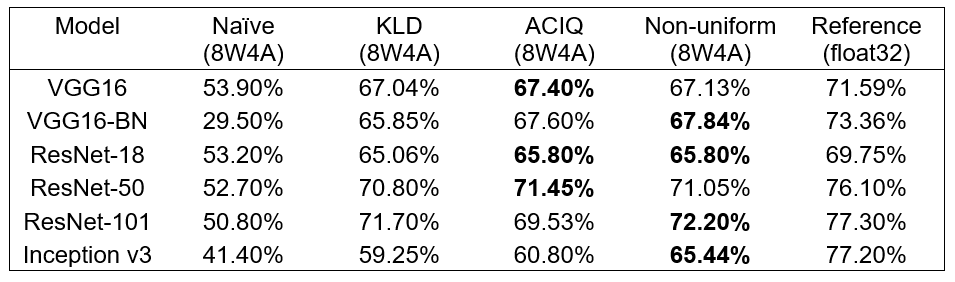 Model Naïve KLD ACIQ Non-uniform Reference
(8W4A) (8W4A) (8W4A) (8W4A) (float32)
VGG16 53.90% 67.04% 67.40% 67.13% 71.59%
VGG16-BN 29.50% 65.85% 67.60% 67.84% 73.36%
ResNet-18 53.20% 65.06% 65.80% 65.80% 69.75%
ResNet-50 52.70% 70.80% 71.45% 71.05% 76.10%
ResNet-101 50.80% 71.70% 69.53% 72.20% 77.30%
Inception v3 41.40% 59.25% 60.80% 65.44% 77.20%